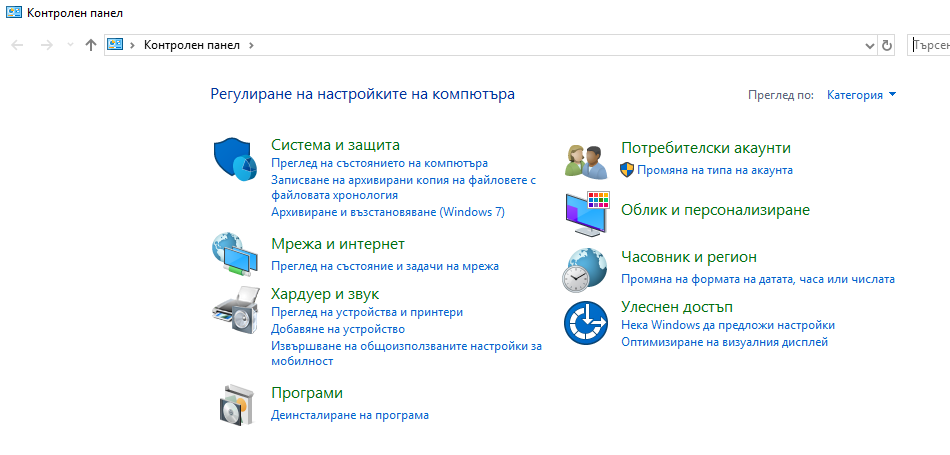 Контролен панел
Контролен панел
Регулиране на настройките на компютъра
Преглед по:
Категория
Система и защита
Преглед на състоянието на компютъра
Записване на архивирани копия на файловете с
файловата хронология
Архивиране и възстановяване (Windows 7)
Мрежа и интернет
Преглед на състояние и задачи на мрежа
Хардуер и звук
Преглед на устройства и принтери
Добавяне на устройство
Извършване на общоизползваните настройки за
мобилност
Програми
Деинсталиране на програма
Потребителски акаунти
Промяна на типа на акаунта
Облик и персонализиране
Часовник и регион
Промяна на формата на датата, часа или числата
Улеснен достъп
Нека Windows да предложи настройки
Оптимизиране на визуалния дисплей